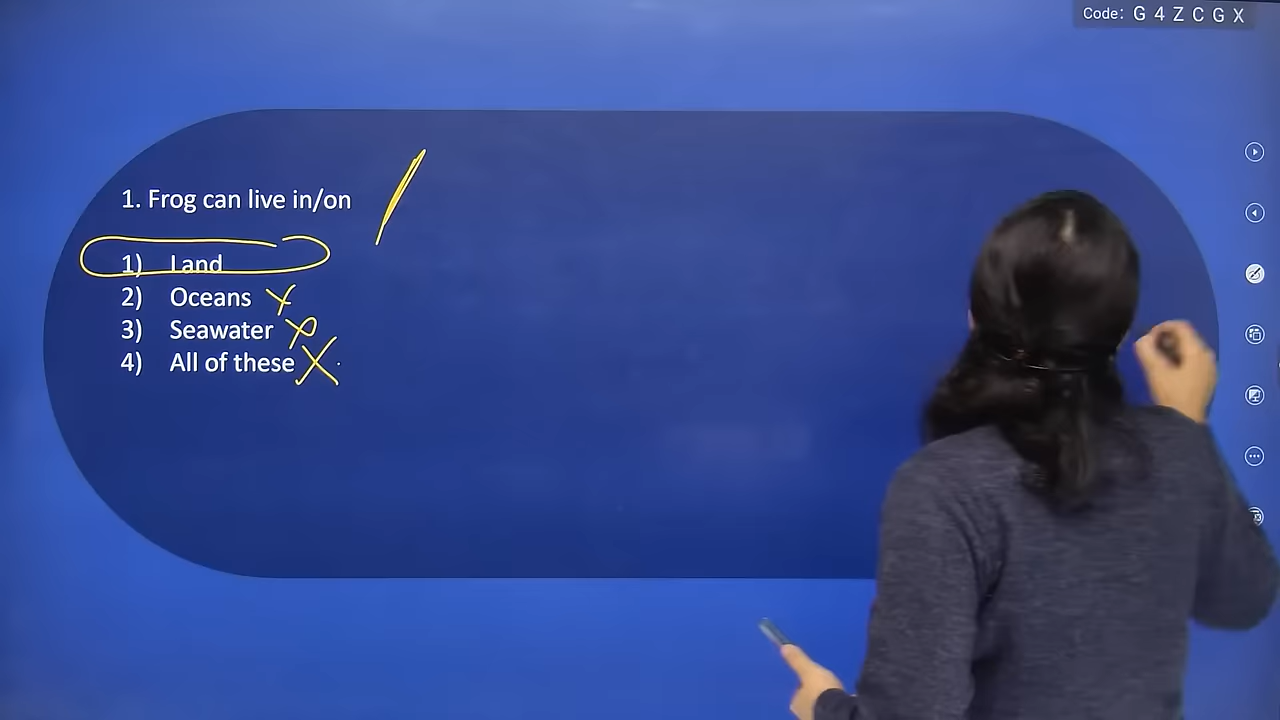 Code: G 4 Z C G X
1. Frog can live in/on
1) Land
2) Oceans
3) Seawater
4) All of these